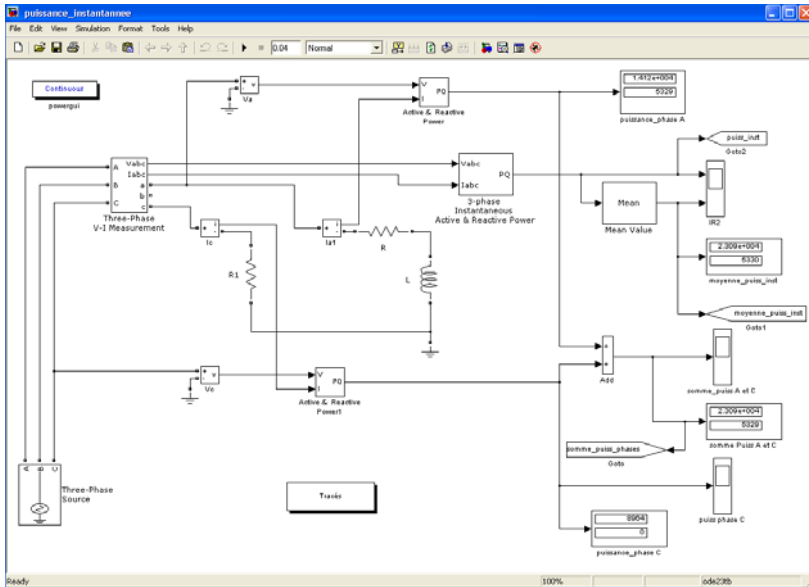 puissance_instantannee
File Edit View Simulation Format Tools Help
0.04 Normal
Continuous
powergui
+
-
v
Va
V
I
PQ
Active & Reactive
Power
1.412e+004
5329
puissance_phase A
A
B
C
Vabc
Iabc
a
b
c
Three-Phase
V-I Measurement
Vabc
Iabc
PQ
3-phase
Instantaneous
Active & Reactive Power
puiss_inst
Goto2
IR2
Mean
Mean Value
2.309e+004
5330
moyenne_puiss_inst
moyenne_puiss_inst
Goto1
+
-
i
Ic
+
-
i
Ia1
R
R1
L
+
-
v
Vc
V
I
PQ
Active & Reactive
Power1
+
+
Add
somme_puiss A et C
2.309e+004
5329
somme Puiss A et C
somme_puiss_phases
Goto
A
B
C
Three-Phase
Source
Tracés
puiss phase C
8964
0
puissance_phase C
Ready 100% ode23tb